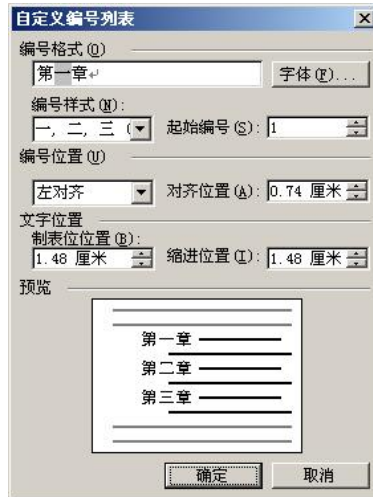 自定义编号列表
编号格式(O)
第一章↵
字体(F)...
编号样式(N):
一, 二, 三 (
起始编号(S): 1
编号位置(U)
左对齐
对齐位置(A): 0.74 厘米
文字位置
制表位位置(B):
1.48 厘米
缩进位置(I): 1.48 厘米
预览
第一章
第二章
第三章
确定
取消